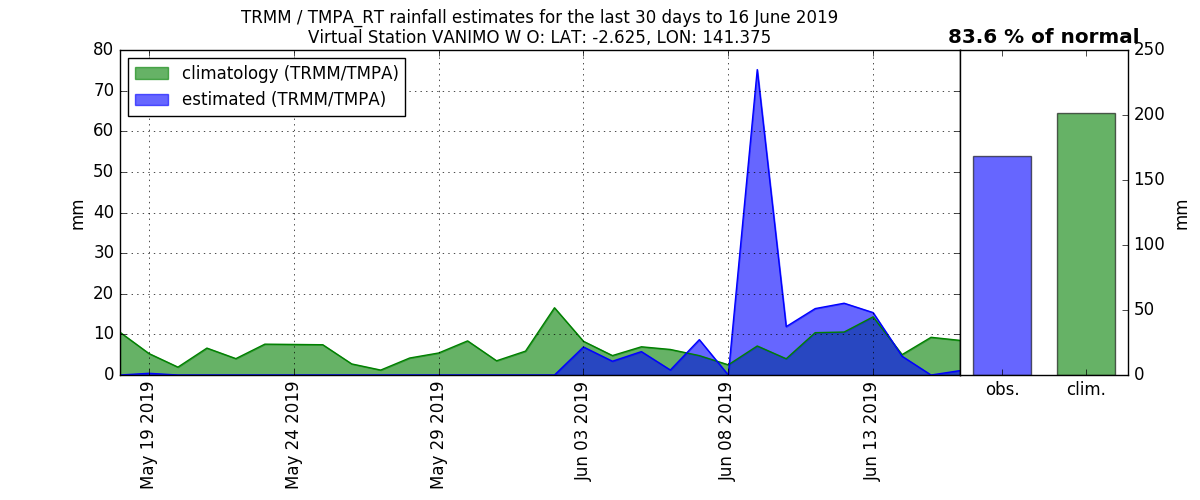 TRMM / TMPA_RT rainfall estimates for the last 30 days to 16 June 2019
Virtual Station VANIMO W O: LAT: -2.625, LON: 141.375
83.6 % of normal
climatology (TRMM/TMPA)
estimated (TRMM/TMPA)
80
70
60
50
40
30
20
10
0
mm
May 19 2019
May 24 2019
May 29 2019
Jun 03 2019
Jun 08 2019
Jun 13 2019
obs.
clim.
250
200
150
100
50
0
mm